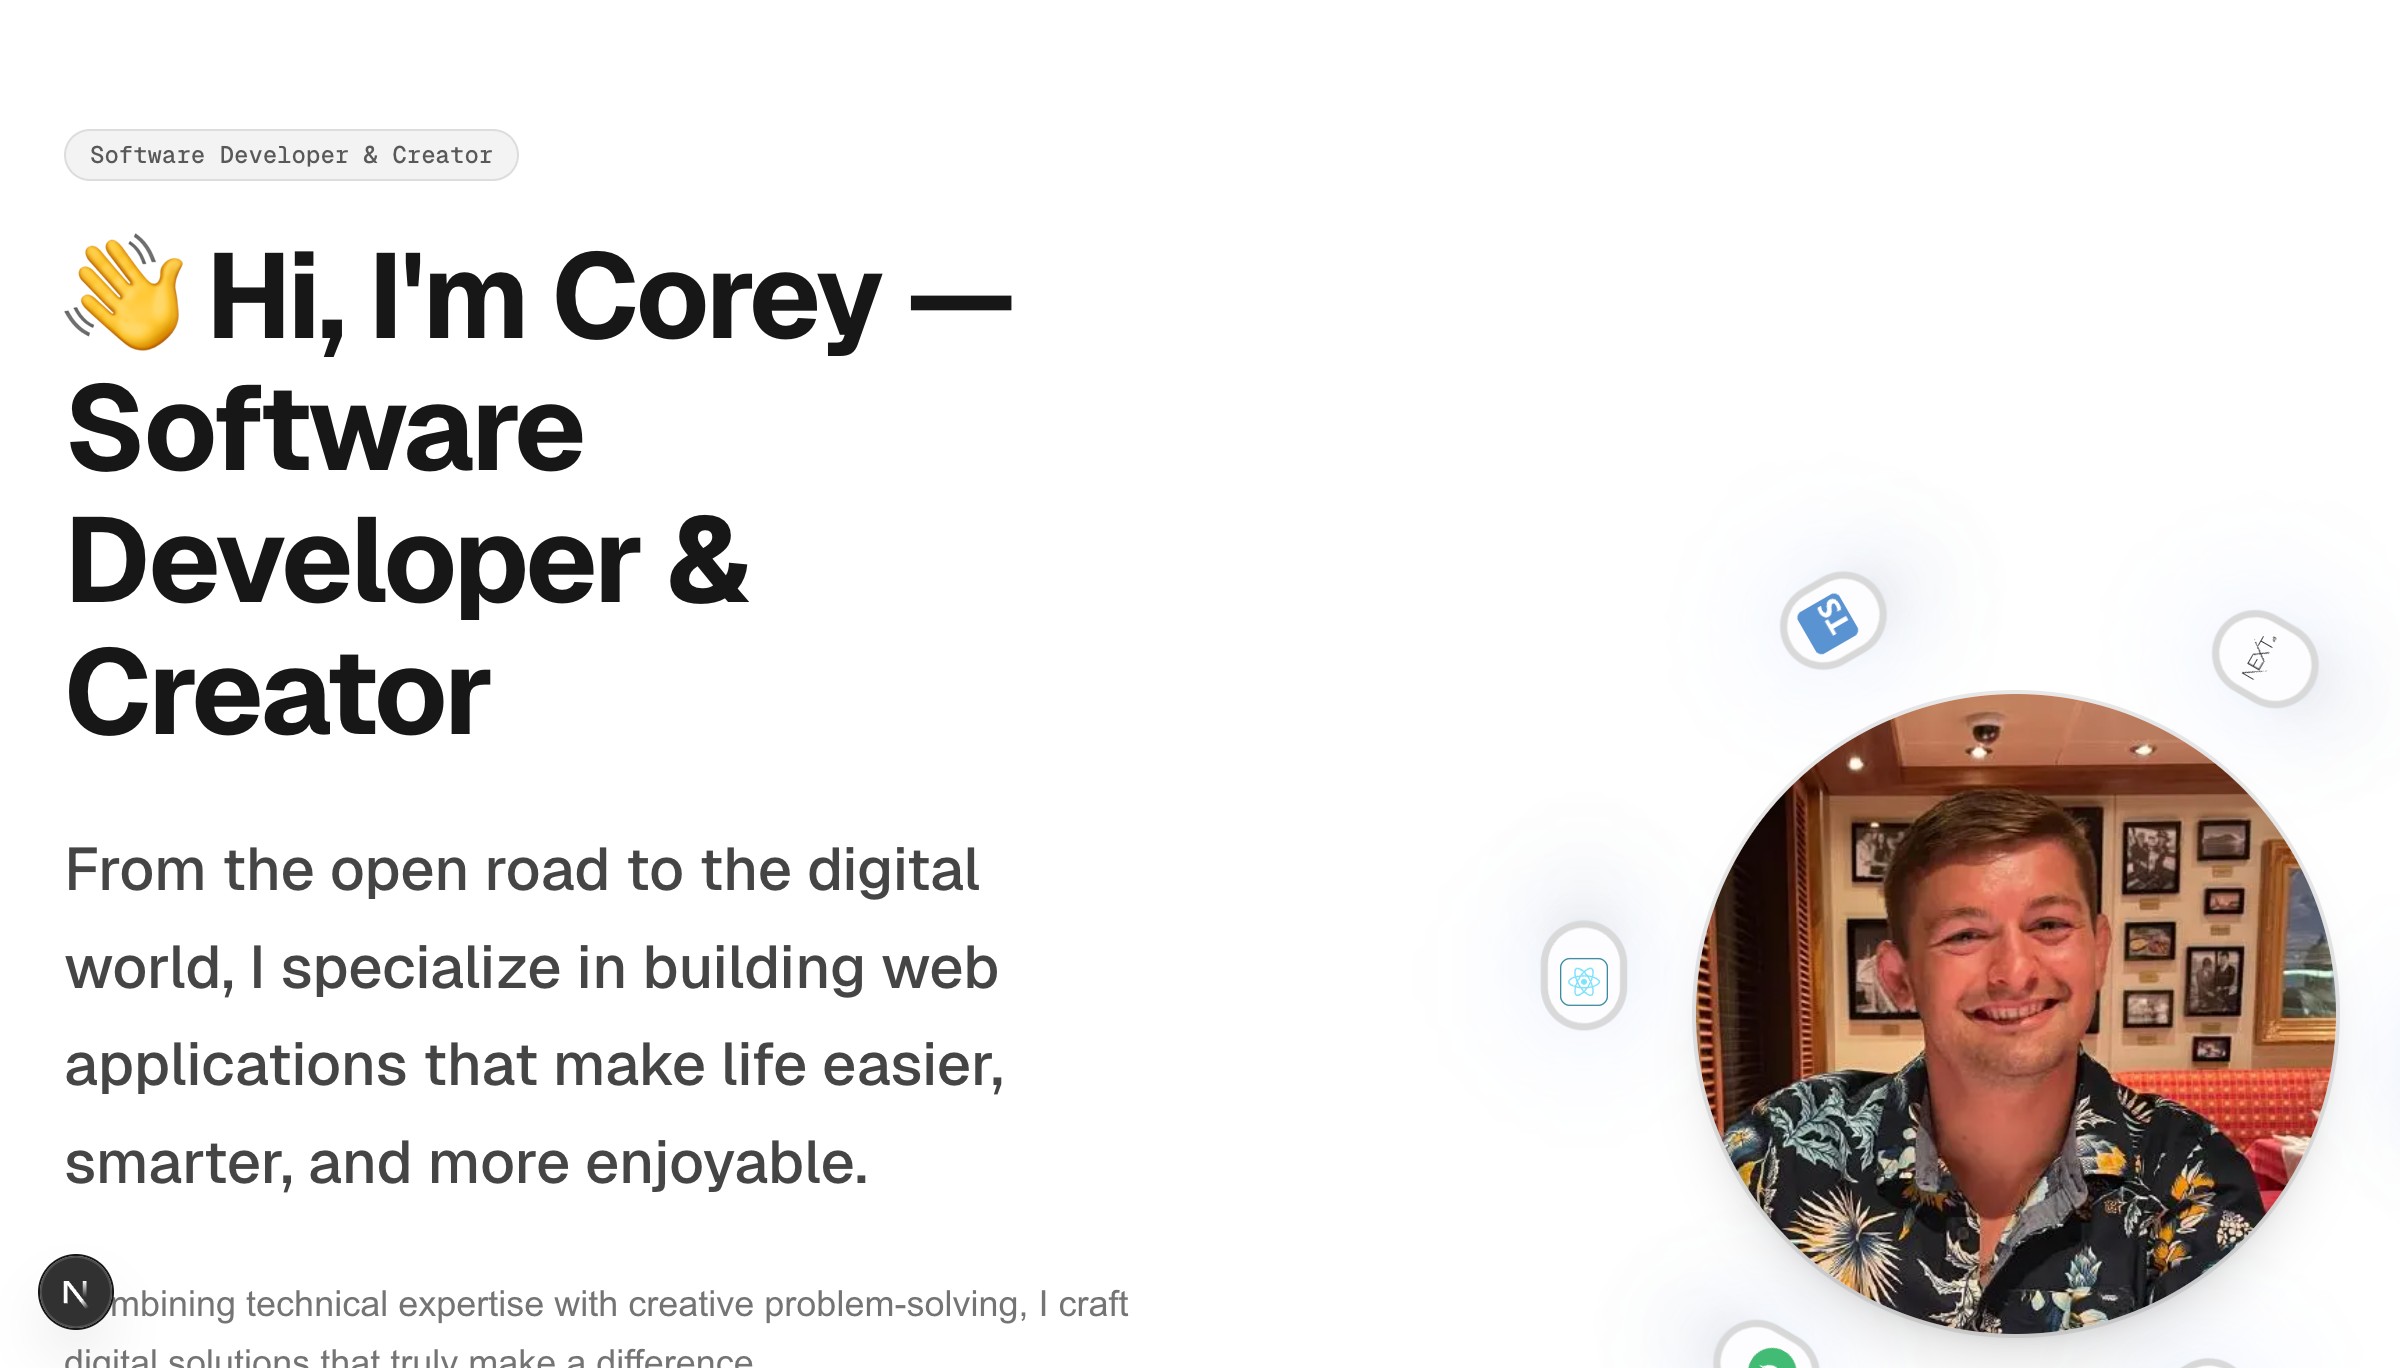 Software Developer & Creator
👋 Hi, I'm Corey —
Software
Developer &
Creator
From the open road to the digital
world, I specialize in building web
applications that make life easier,
smarter, and more enjoyable.
mbining technical expertise with creative problem-solving, I craft
digital solutions that truly make a difference.
TS
NEXT.
N